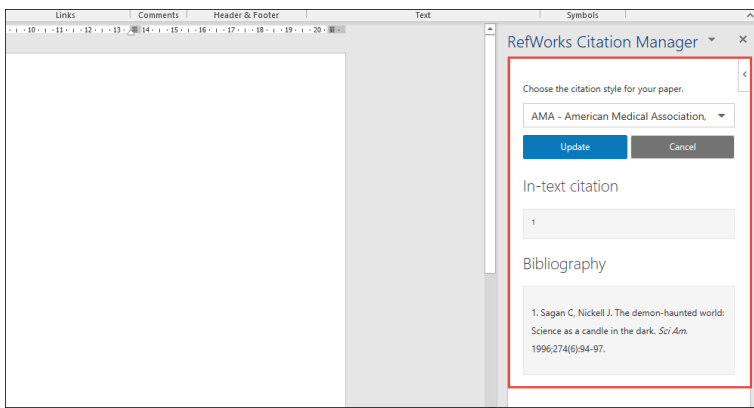 Links Comments Header & Footer Text Symbols
10 11 12 13 14 15 16 17 18 19 20
RefWorks Citation Manager
Choose the citation style for your paper.
AMA - American Medical Association,
Update Cancel
In-text citation
1
Bibliography
1. Sagan C, Nickell J. The demon-haunted world:
Science as a candle in the dark. Sci Am.
1996;274(6):94-97.